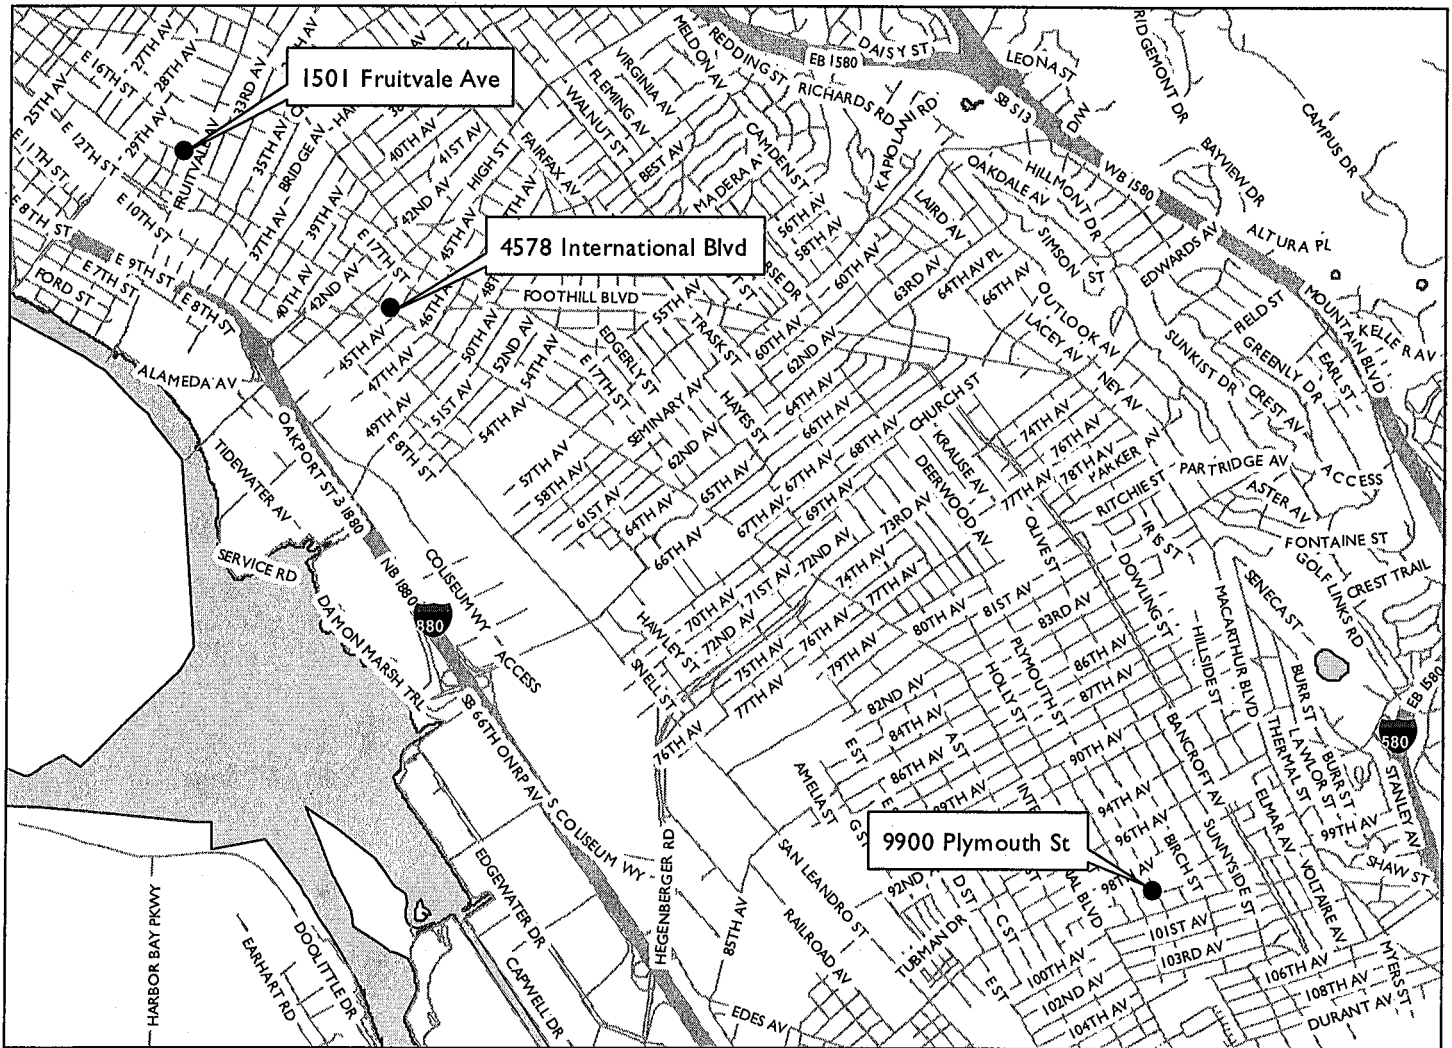 1501 Fruitvale Ave
4578 International Blvd
9900 Plymouth St
25TH AV
E 16TH ST
27TH AV
28TH AV
29TH AV
E 12TH ST
E 11TH ST
E 10TH ST
E 8TH ST
E 7TH ST
E 9TH ST
E 8TH ST
FORD ST
FRUITVALE AV
33RD AV
35TH AV
37TH AV
BRIDGE AV
39TH AV
40TH AV
40TH AV
41ST AV
42ND AV
42ND AV
HIGH ST
E 17TH ST
45TH AV
45TH AV
47TH AV
49TH AV
50TH AV
51ST AV
52ND AV
54TH AV
54TH AV
E 8TH ST
FAIRFAX AV
FOOTHILL BLVD
VIRGINIA AV
FLEMING AV
WALNUT ST
BEST AV
MELDON AV
REDDING ST
RICHARDS RD
EB I580
DAISY ST
LEONA ST
SB S13
KAPIOLANI RD
CAMDEN ST
MADERA A
56TH AV
58TH AV
60TH AV
63RD AV
LAIRD AV
64TH AV PL
66TH AV
OAKDALE AV
HILLMONT DR
SIMSON ST
WB I580
RIDGEMONT DR
CAMPUS DR
BAYVIEW DR
ALTURA PL
EDWARDS AV
MOUNTAIN BLVD
KELLER AV
FIELD ST
GREENLY DR
EARL ST
CREST AV
SUNKIST DR
OUTLOOK AV
LACEY AV
NEY AV
55TH AV
TRASK ST
60TH AV
62ND AV
64TH AV
66TH AV
EDGERLY ST
E 17TH ST
SEMINARY AV
HAYES ST
62ND AV
57TH AV
58TH AV
61ST AV
64TH AV
65TH AV
66TH AV
67TH AV
67TH AV
68TH AV
69TH AV
CHURCH ST
KRAUSE AV
DEERWOOD AV
73RD AV
72ND AV
74TH AV
71ST AV
70TH AV
72ND AV
75TH AV
76TH AV
77TH AV
77TH AV
79TH AV
80TH AV
81ST AV
74TH AV
76TH AV
77TH AV
78TH AV
PARKER AV
RITCHIE ST
PARTRIDGE AV
ACCESS
ASTER AV
FONTAINE ST
GOLF LINKS RD
CREST TRAIL
IRIS ST
OLIVE ST
DOWLING ST
83RD AV
86TH AV
87TH AV
PLYMOUTH ST
HOLLY ST
HILLSIDE ST
MACARTHUR BLVD
SENECA ST
BURR ST
LAWLOR ST
THERMAL ST
BURR ST
EB I580
580
STANLEY AV
99TH AV
SHAW ST
ELMAR AV
VOLTAIRE AV
MYERS ST
SUNNYSIDE ST
BANCROFT AV
BIRCH ST
90TH AV
94TH AV
96TH AV
98TH AV
101ST AV
103RD AV
106TH AV
108TH AV
DURANT AV
100TH AV
102ND AV
104TH AV
ALAMEDA AV
TIDEWATER AV
OAKPORT ST
SERVICE RD
NB I880
880
COLISEUM WY
ACCESS
DAMON MARSH TRL
SB 66TH ONRP AV
S COLISEUM WY
HAWLEY ST
SNELL ST
76TH AV
82ND AV
84TH AV
86TH AV
89TH AV
A ST
E ST
AMELIA ST
G ST
92ND
D ST
C ST
E ST
TUBMAN DR
SAN LEANDRO ST
RAILROAD AV
85TH AV
HEGENBERGER RD
EDES AV
EDGEWATER DR
CAPWELL DR
HARBOR BAY PKWY
EARHART RD
DOOLITTLE DR